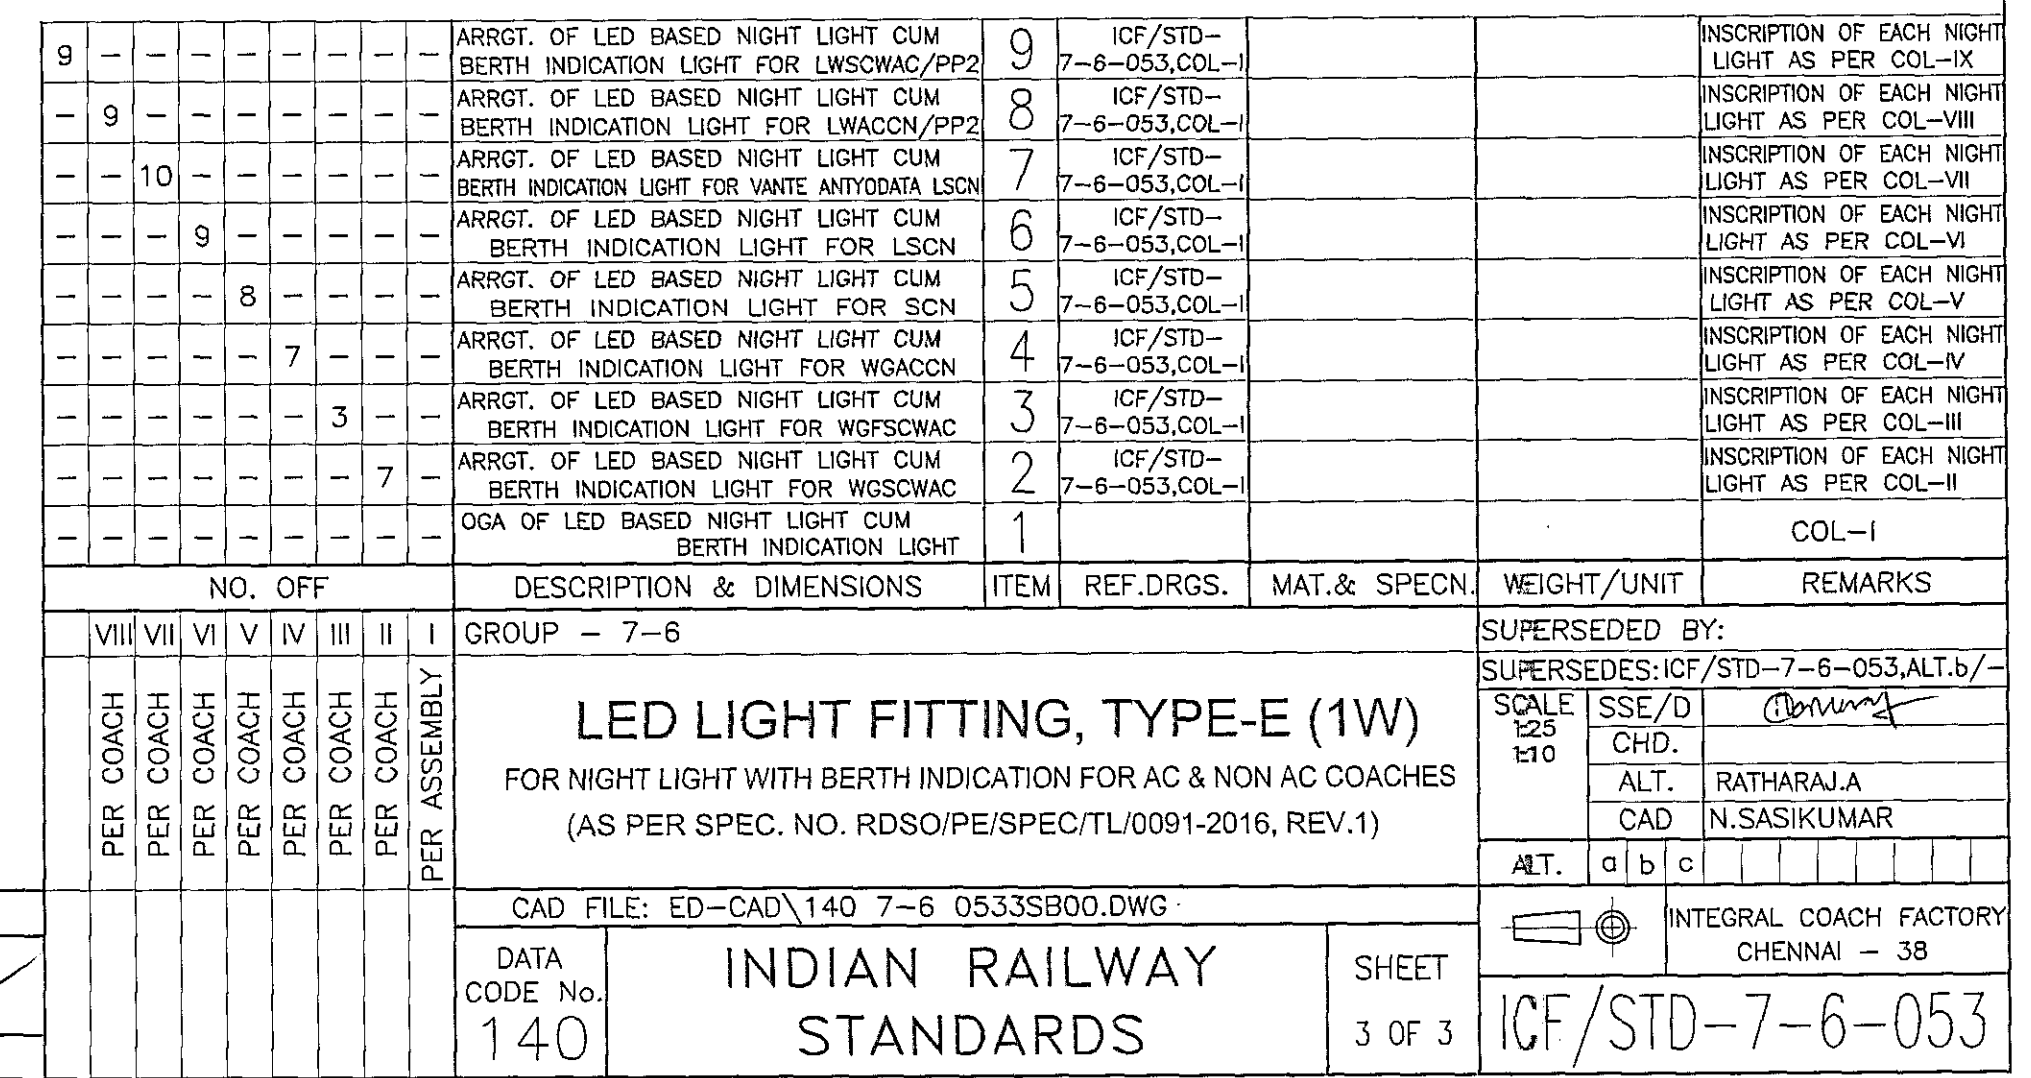 9 – – – – – – – – ARRGT. OF LED BASED NIGHT LIGHT CUM BERTH INDICATION LIGHT FOR LWSCWAC/PP2 9 ICF/STD– 7–6–053,COL–I INSCRIPTION OF EACH NIGHT LIGHT AS PER COL–IX
– 9 – – – – – – – ARRGT. OF LED BASED NIGHT LIGHT CUM BERTH INDICATION LIGHT FOR LWACCN/PP2 8 ICF/STD– 7–6–053,COL–I INSCRIPTION OF EACH NIGHT LIGHT AS PER COL–VIII
– – 10 – – – – – – ARRGT. OF LED BASED NIGHT LIGHT CUM BERTH INDICATION LIGHT FOR VANTE ANTYODATA LSCN 7 ICF/STD– 7–6–053,COL–I INSCRIPTION OF EACH NIGHT LIGHT AS PER COL–VII
– – – 9 – – – – – ARRGT. OF LED BASED NIGHT LIGHT CUM BERTH INDICATION LIGHT FOR LSCN 6 ICF/STD– 7–6–053,COL–I INSCRIPTION OF EACH NIGHT LIGHT AS PER COL–VI
– – – – 8 – – – – ARRGT. OF LED BASED NIGHT LIGHT CUM BERTH INDICATION LIGHT FOR SCN 5 ICF/STD– 7–6–053,COL–I INSCRIPTION OF EACH NIGHT LIGHT AS PER COL–V
– – – – – 7 – – – ARRGT. OF LED BASED NIGHT LIGHT CUM BERTH INDICATION LIGHT FOR WGACCN 4 ICF/STD– 7–6–053,COL–I INSCRIPTION OF EACH NIGHT LIGHT AS PER COL–IV
– – – – – – 3 – – ARRGT. OF LED BASED NIGHT LIGHT CUM BERTH INDICATION LIGHT FOR WGFSCWAC 3 ICF/STD– 7–6–053,COL–I INSCRIPTION OF EACH NIGHT LIGHT AS PER COL–III
– – – – – – – 7 – ARRGT. OF LED BASED NIGHT LIGHT CUM BERTH INDICATION LIGHT FOR WGSCWAC 2 ICF/STD– 7–6–053,COL–I INSCRIPTION OF EACH NIGHT LIGHT AS PER COL–II
– – – – – – – – – OGA OF LED BASED NIGHT LIGHT CUM BERTH INDICATION LIGHT 1 COL–I
NO. OFF DESCRIPTION & DIMENSIONS ITEM REF.DRGS. MAT.& SPECN. WEIGHT/UNIT REMARKS
VIII VII VI V IV III II I GROUP – 7–6 SUPERSEDED BY:
SUPERSEDES:ICF/STD–7–6–053,ALT.b/–
PER COACH
PER COACH
PER COACH
PER COACH
PER COACH
PER COACH
PER COACH
PER ASSEMBLY
LED LIGHT FITTING, TYPE-E (1W)
FOR NIGHT LIGHT WITH BERTH INDICATION FOR AC & NON AC COACHES
(AS PER SPEC. NO. RDSO/PE/SPEC/TL/0091-2016, REV.1)
SCALE
1:25
1:10
SSE/D
CHD.
ALT. RATHARAJ.A
CAD N.SASIKUMAR
ALT. a b c
CAD FILE: ED–CAD\140 7–6 0533SB00.DWG
DATA
CODE No.
140
INDIAN RAILWAY
STANDARDS
SHEET
3 OF 3
INTEGRAL COACH FACTORY
CHENNAI – 38
ICF/STD–7–6–053